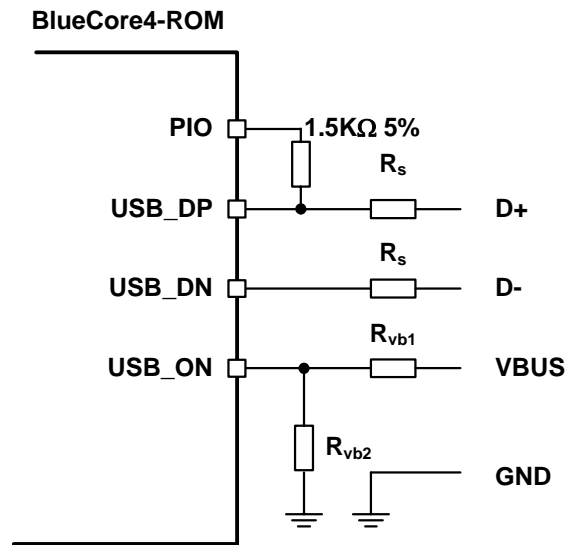 BlueCore4-ROM
PIO
1.5KΩ 5%
Rs
USB_DP
D+
Rs
USB_DN
D-
Rvb1
USB_ON
VBUS
Rvb2
GND